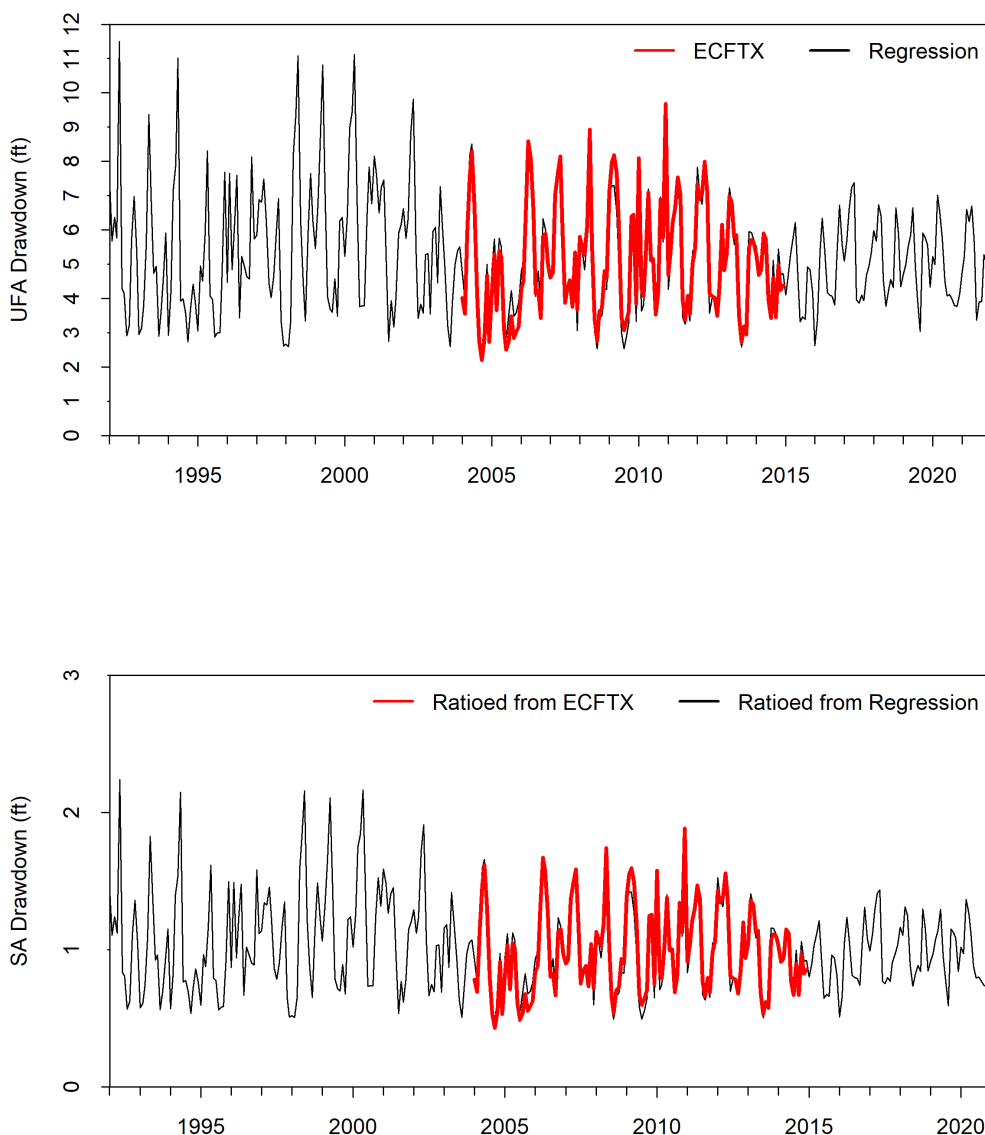 12
11
10
9
8
7
6
5
4
3
2
1
0
UFA Drawdown (ft)
ECFTX Regression
1995 2000 2005 2010 2015 2020
3
2
1
0
SA Drawdown (ft)
Ratioed from ECFTX Ratioed from Regression
1995 2000 2005 2010 2015 2020